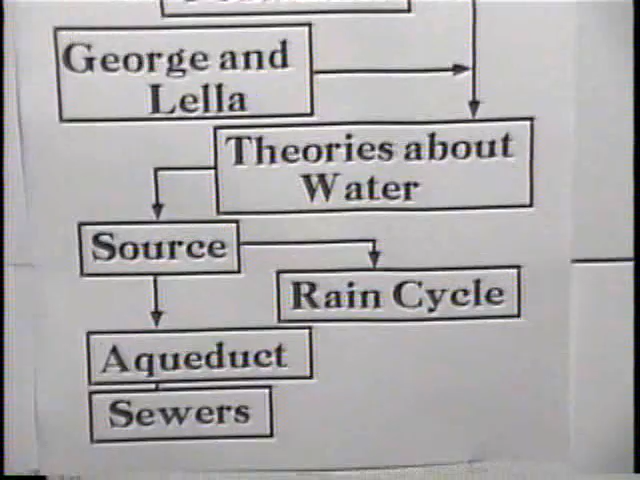 George and
Lella
Theories about
Water
Source
Rain Cycle
Aqueduct
Sewers